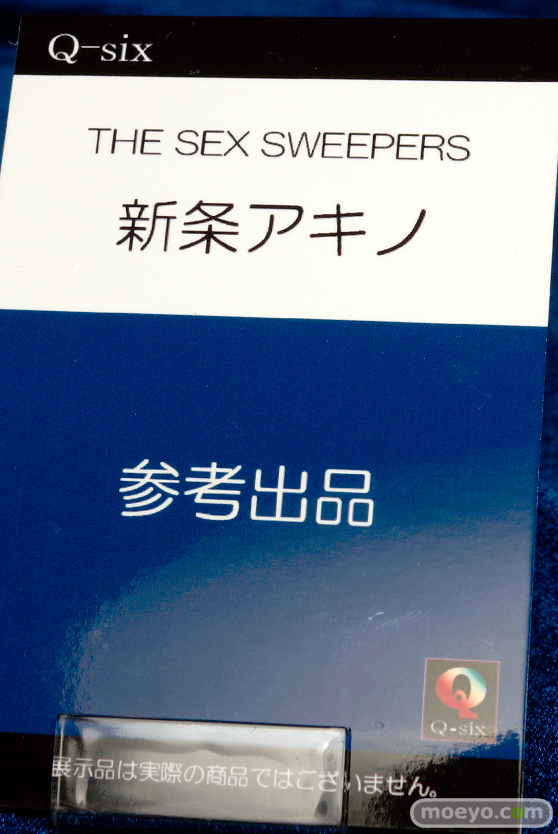 Q-six
THE SEX SWEEPERS
新条アキノ
参考出品
Q-six
展示品は実際の商品ではございません。
moeyo.com